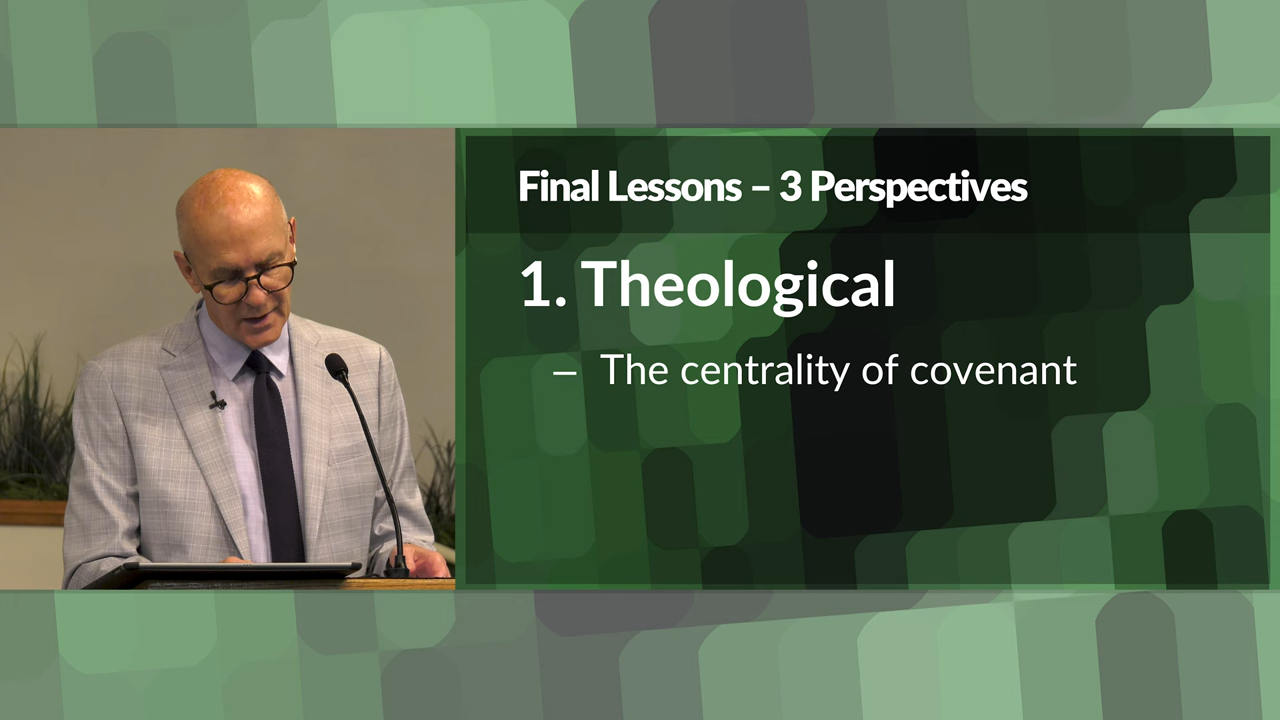 Final Lessons – 3 Perspectives
1. Theological
– The centrality of covenant